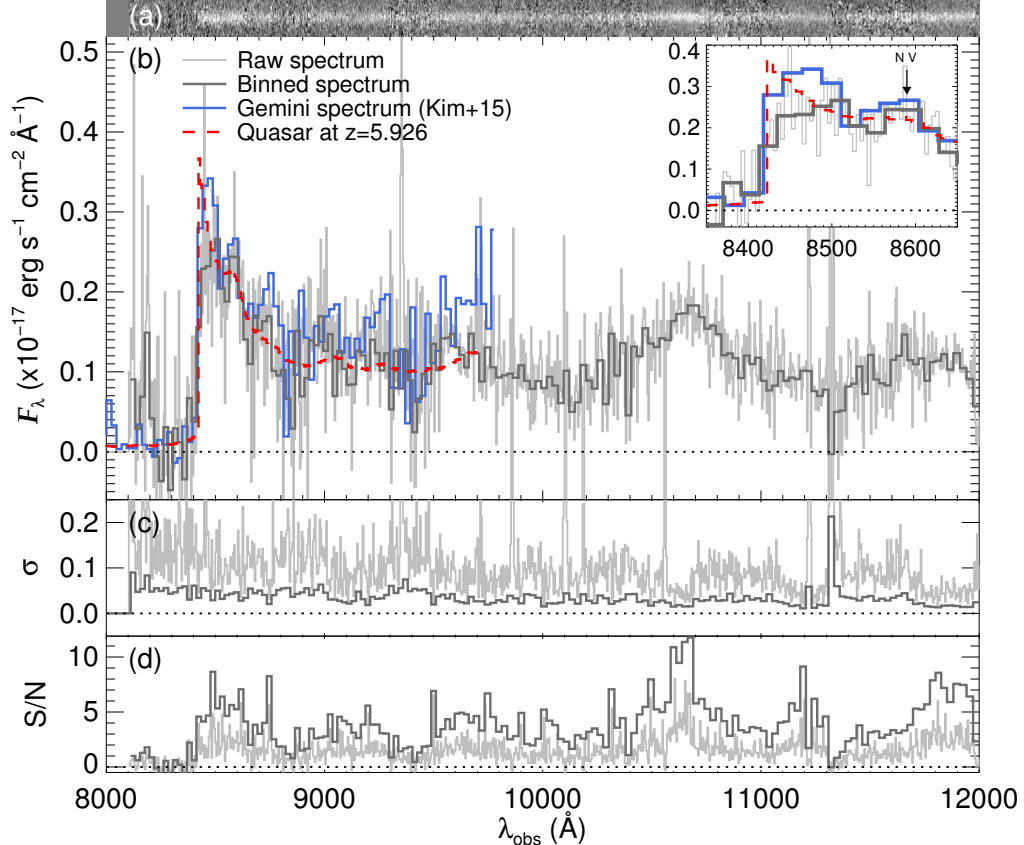 (a)
(b)
Raw spectrum
Binned spectrum
Gemini spectrum (Kim+15)
Quasar at z=5.926
0.5
0.4
0.3
0.2
0.1
0.0
Fλ (x10⁻¹⁷ erg s⁻¹ cm⁻² Å⁻¹)
N V
0.4
0.3
0.2
0.1
0.0
8400 8500 8600
(c)
0.2
0.1
0.0
σ
(d)
10
5
0
S/N
8000 9000 10000 11000 12000
λobs (Å)